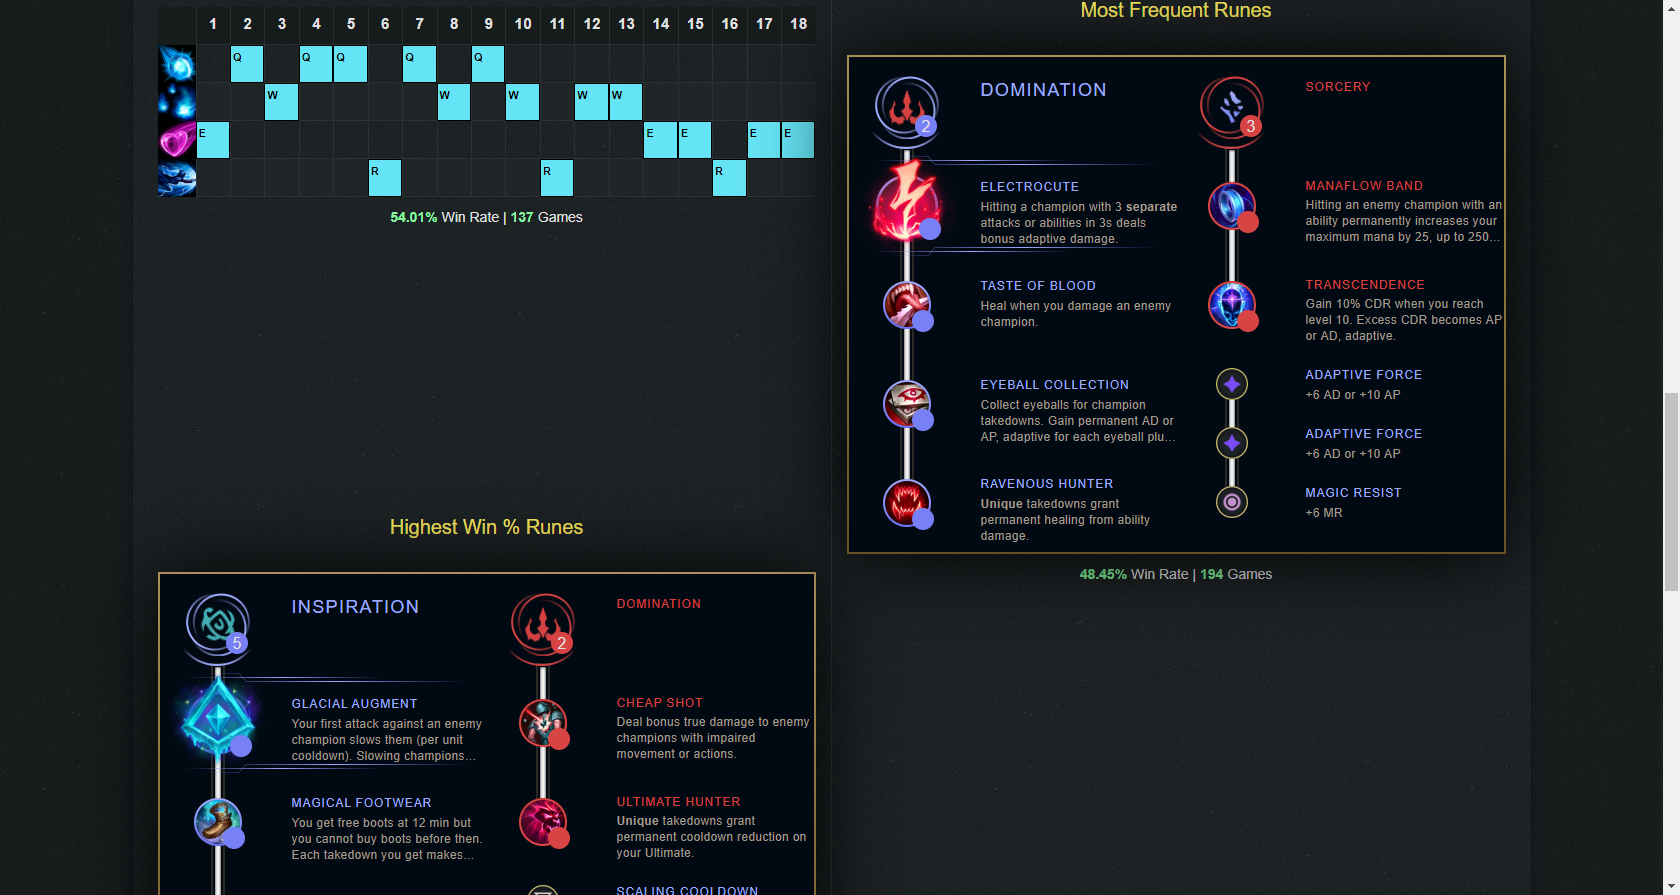 1 2 3 4 5 6 7 8 9 10 11 12 13 14 15 16 17 18
Q Q Q Q Q
W W W W W
E E E E E
R R R
54.01% Win Rate | 137 Games
Most Frequent Runes
2
DOMINATION
ELECTROCUTE
Hitting a champion with 3 separate
attacks or abilities in 3s deals
bonus adaptive damage.
TASTE OF BLOOD
Heal when you damage an enemy
champion.
EYEBALL COLLECTION
Collect eyeballs for champion
takedowns. Gain permanent AD or
AP, adaptive for each eyeball plu...
RAVENOUS HUNTER
Unique takedowns grant
permanent healing from ability
damage.
3
SORCERY
MANAFLOW BAND
Hitting an enemy champion with an
ability permanently increases your
maximum mana by 25, up to 250...
TRANSCENDENCE
Gain 10% CDR when you reach
level 10. Excess CDR becomes AP
or AD, adaptive.
ADAPTIVE FORCE
+6 AD or +10 AP
ADAPTIVE FORCE
+6 AD or +10 AP
MAGIC RESIST
+6 MR
48.45% Win Rate | 194 Games
Highest Win % Runes
5
INSPIRATION
GLACIAL AUGMENT
Your first attack against an enemy
champion slows them (per unit
cooldown). Slowing champions...
MAGICAL FOOTWEAR
You get free boots at 12 min but
you cannot buy boots before then.
Each takedown you get makes...
2
DOMINATION
CHEAP SHOT
Deal bonus true damage to enemy
champions with impaired
movement or actions.
ULTIMATE HUNTER
Unique takedowns grant
permanent cooldown reduction on
your Ultimate.
SCALING COOLDOWN